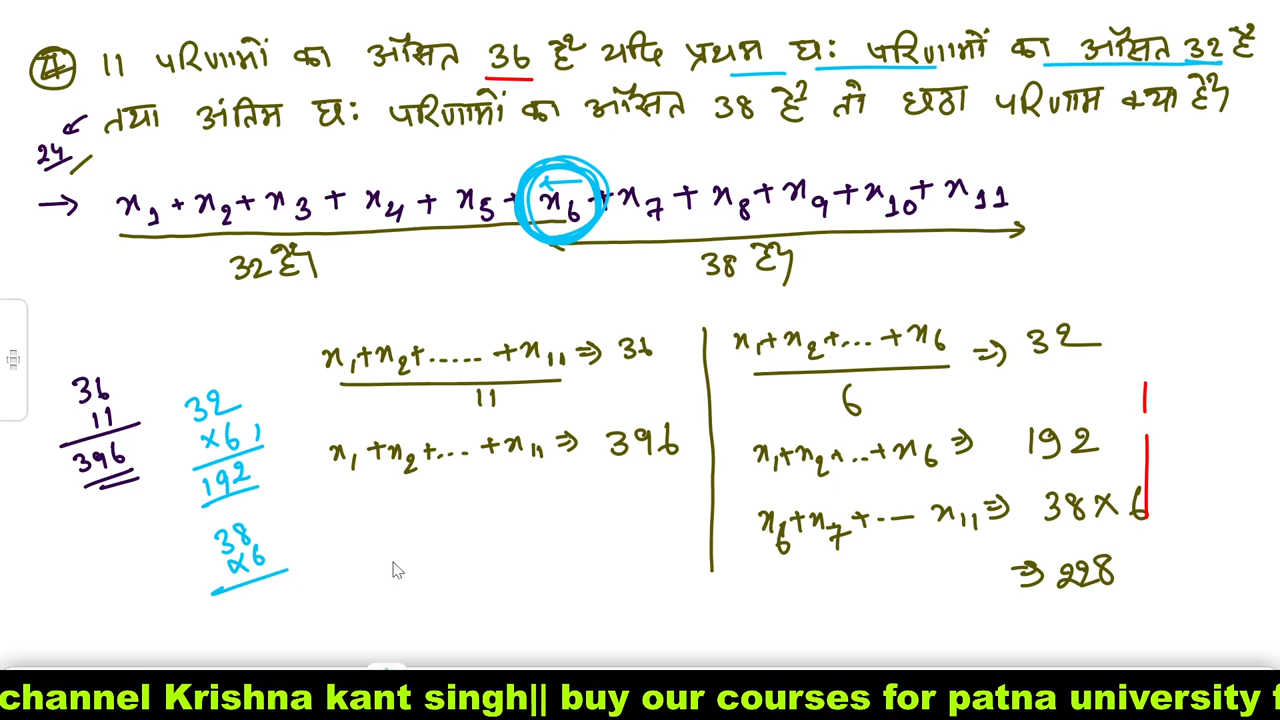 ④ 11 परिणामों का औसत 36 है यदि प्रथम छः परिणामों का औसत 32 है
तथा अंतिम छः परिणामों का औसत 38 है तो छठा परिणाम क्या है?
24
→ x₁ + x₂ + x₃ + x₄ + x₅ + x₆ + x₇ + x₈ + x₉ + x₁₀ + x₁₁
32 है। 38 है।
x₁+x₂+......+x₁₁ ⇒ 36
11
x₁+x₂+...+x₁₁ ⇒ 396
36
11
396
32
×6
192
38
×6
x₁+x₂+...+x₆ ⇒ 32
6
x₁+x₂+..+x₆ ⇒ 192
x₆+x₇+... x₁₁ ⇒ 38×6
⇒ 228
channel Krishna kant singh|| buy our courses for patna university f